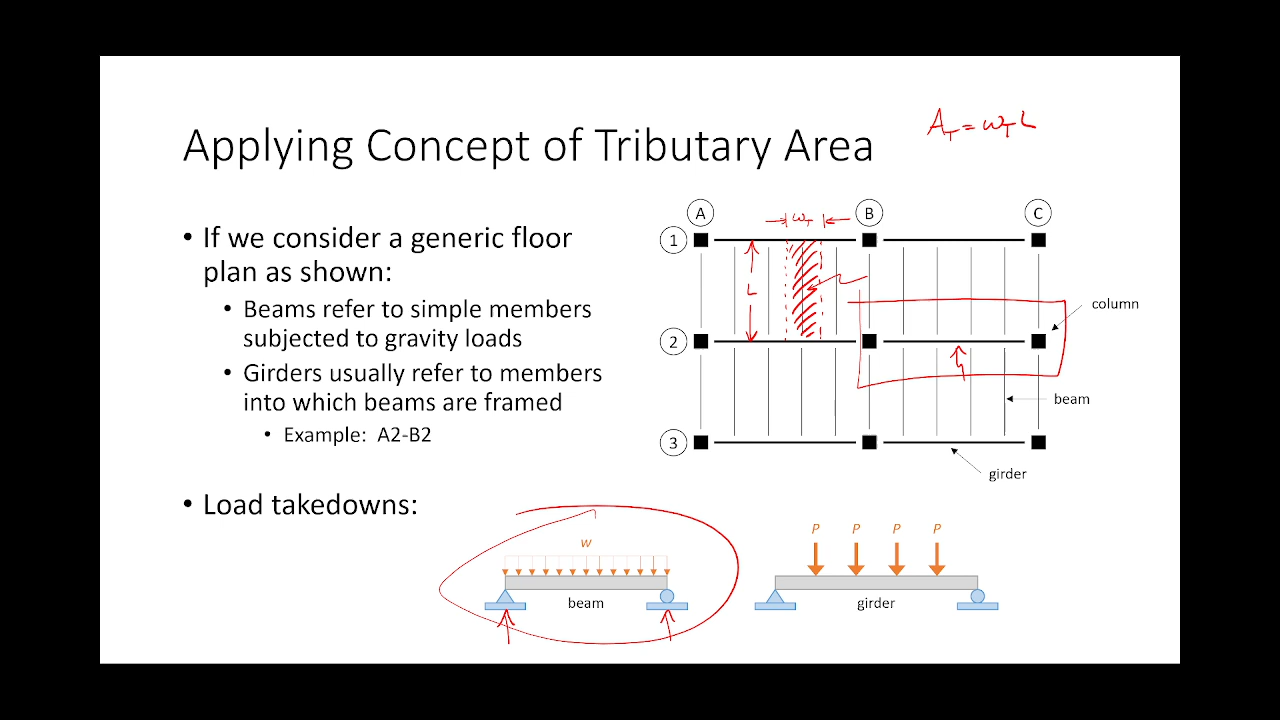 Applying Concept of Tributary Area
A_T = w_T L
• If we consider a generic floor
plan as shown:
• Beams refer to simple members
subjected to gravity loads
• Girders usually refer to members
into which beams are framed
• Example: A2-B2
• Load takedowns:
A
B
C
w_T
1
L
column
2
beam
3
girder
w
beam
P P P P
girder